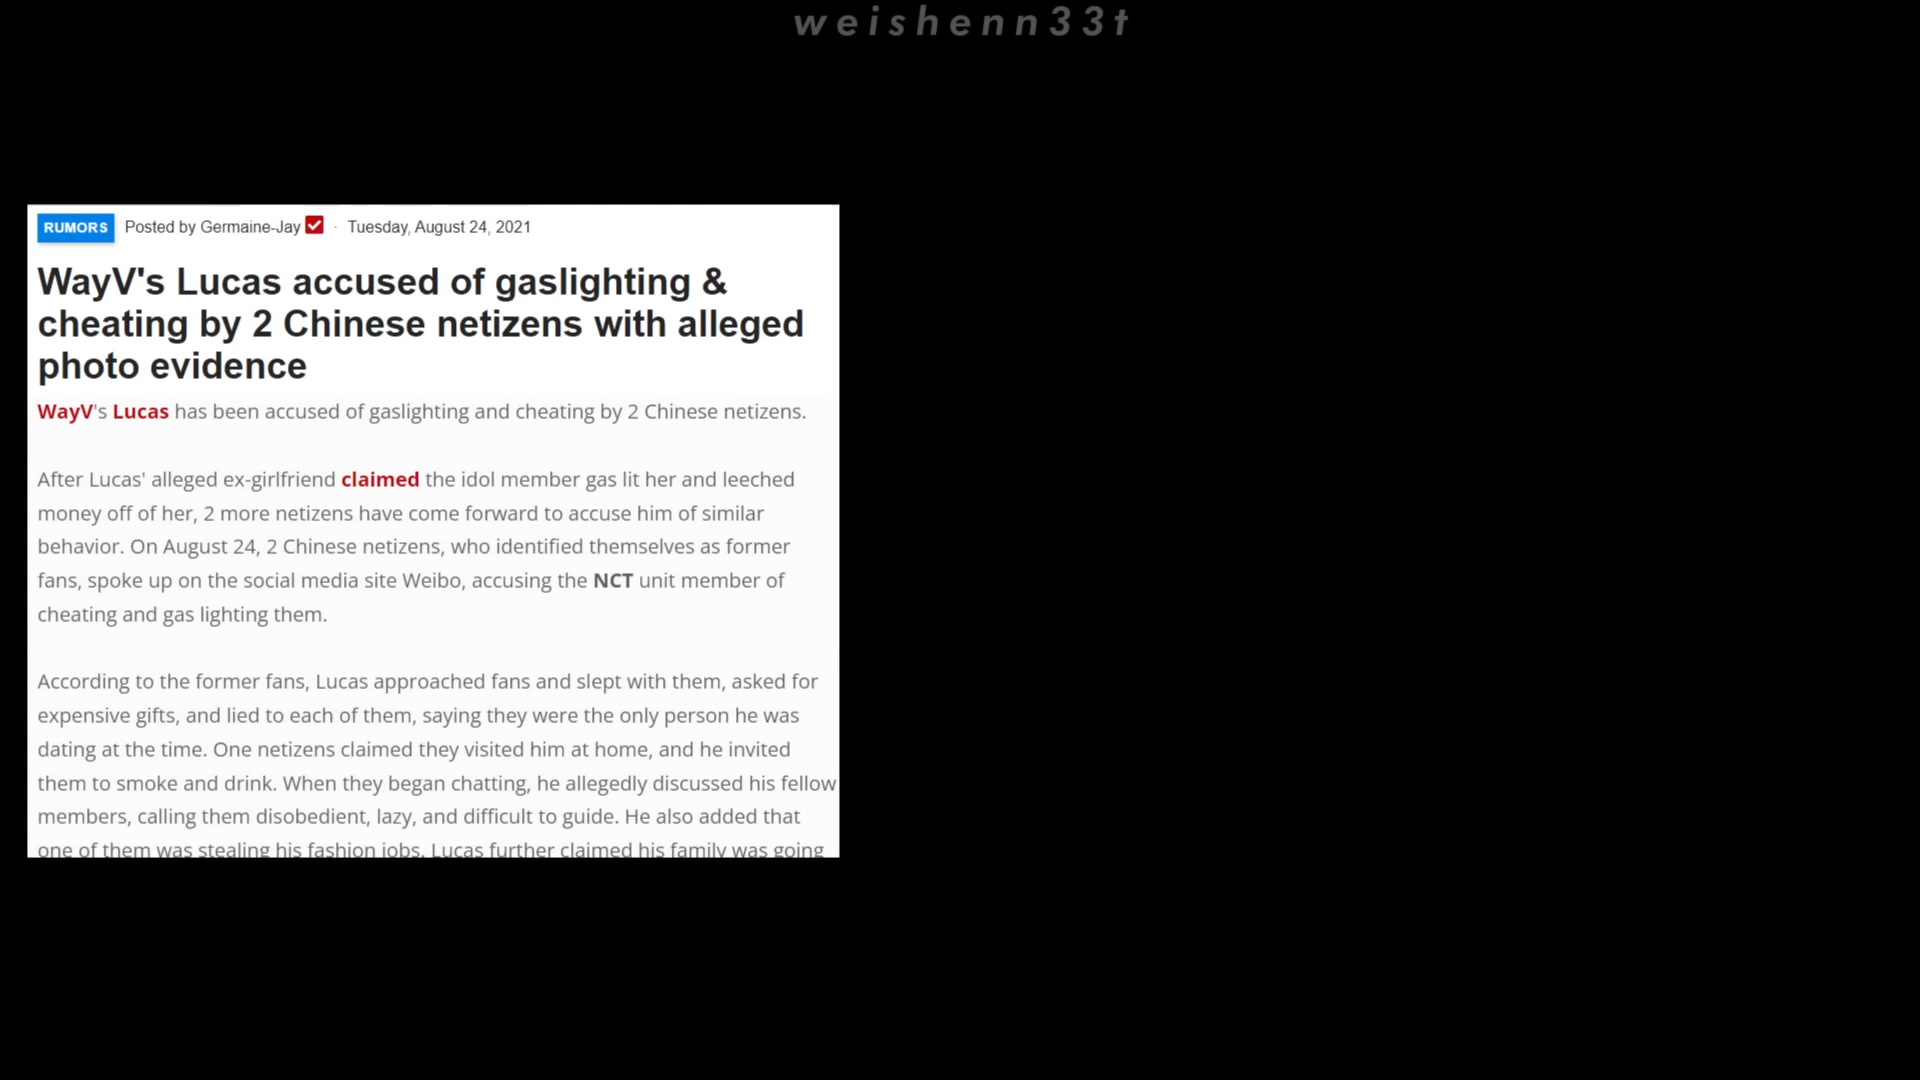 weishenn33t
RUMORS Posted by Germaine-Jay · Tuesday, August 24, 2021
WayV's Lucas accused of gaslighting &
cheating by 2 Chinese netizens with alleged
photo evidence
WayV's Lucas has been accused of gaslighting and cheating by 2 Chinese netizens.
After Lucas' alleged ex-girlfriend claimed the idol member gas lit her and leeched
money off of her, 2 more netizens have come forward to accuse him of similar
behavior. On August 24, 2 Chinese netizens, who identified themselves as former
fans, spoke up on the social media site Weibo, accusing the NCT unit member of
cheating and gas lighting them.
According to the former fans, Lucas approached fans and slept with them, asked for
expensive gifts, and lied to each of them, saying they were the only person he was
dating at the time. One netizens claimed they visited him at home, and he invited
them to smoke and drink. When they began chatting, he allegedly discussed his fellow
members, calling them disobedient, lazy, and difficult to guide. He also added that
one of them was stealing his fashion jobs. Lucas further claimed his family was going